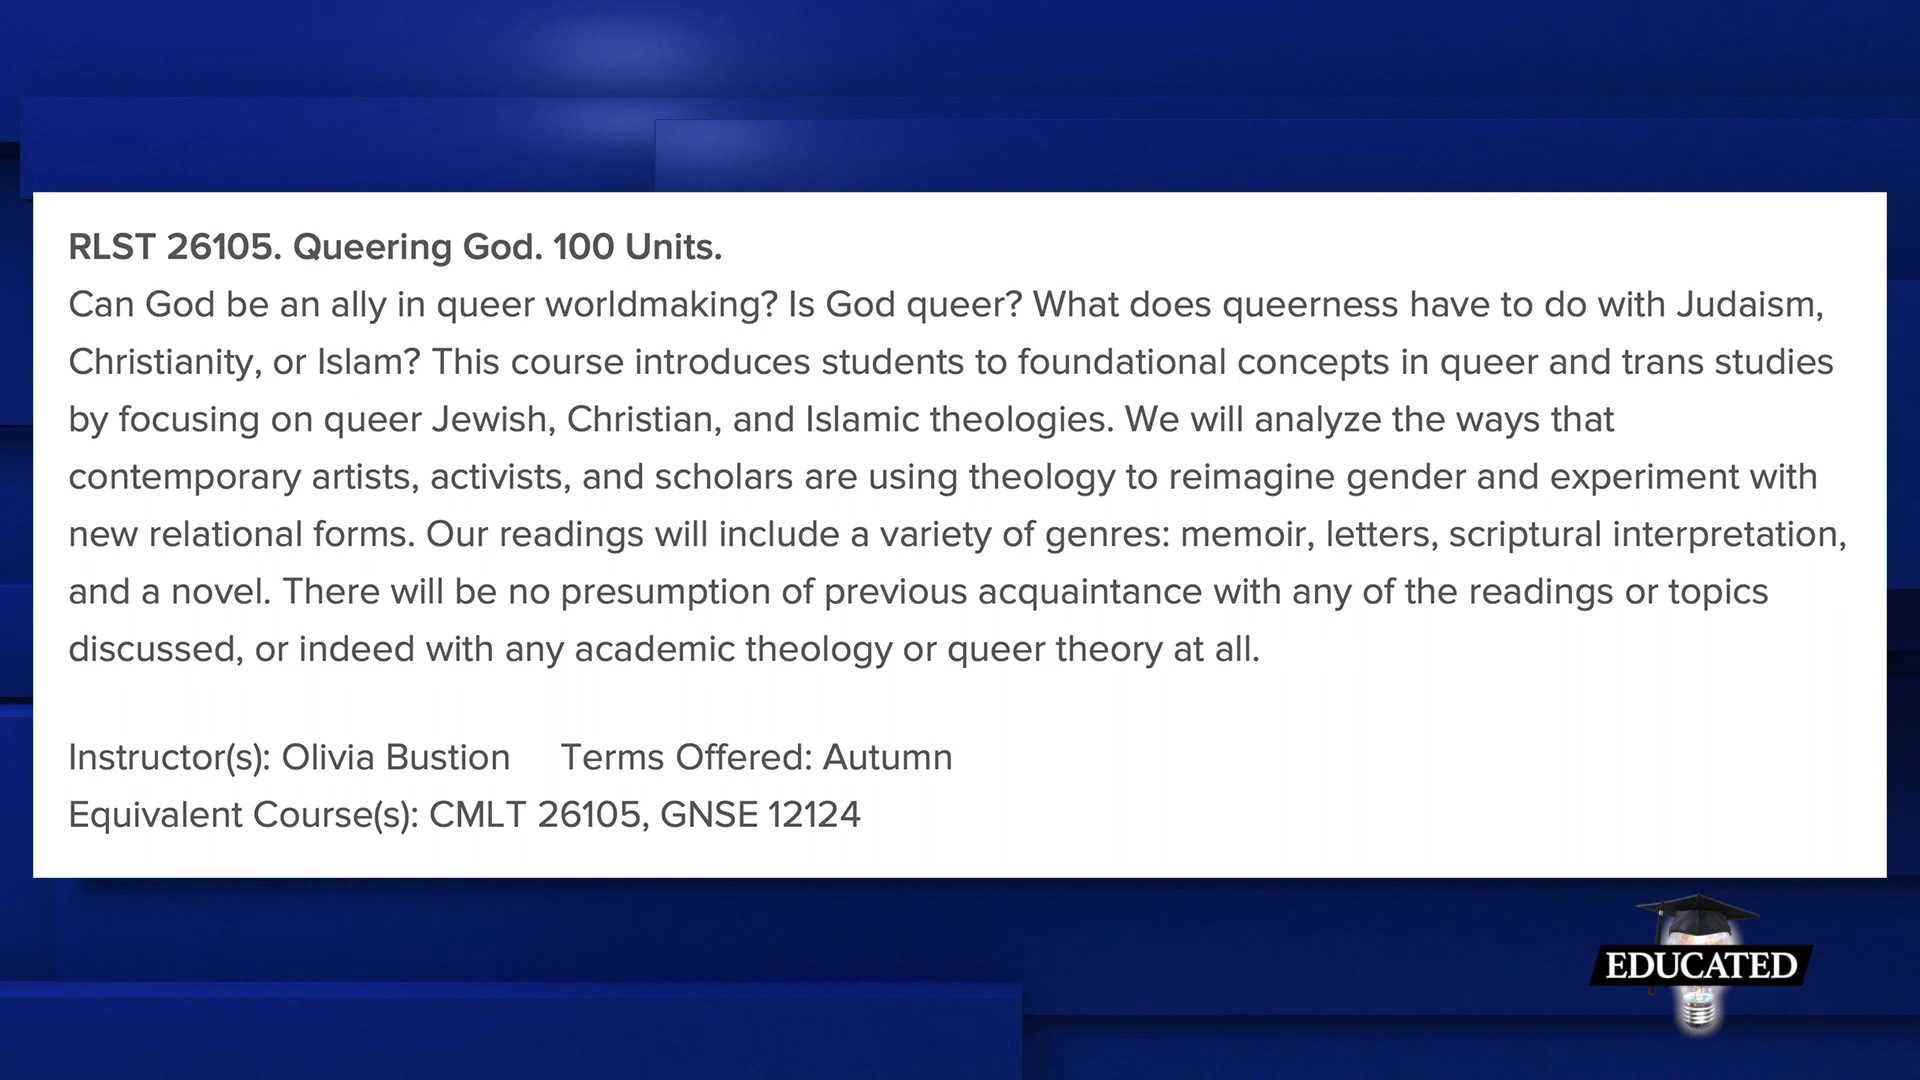 RLST 26105. Queering God. 100 Units.
Can God be an ally in queer worldmaking? Is God queer? What does queerness have to do with Judaism,
Christianity, or Islam? This course introduces students to foundational concepts in queer and trans studies
by focusing on queer Jewish, Christian, and Islamic theologies. We will analyze the ways that
contemporary artists, activists, and scholars are using theology to reimagine gender and experiment with
new relational forms. Our readings will include a variety of genres: memoir, letters, scriptural interpretation,
and a novel. There will be no presumption of previous acquaintance with any of the readings or topics
discussed, or indeed with any academic theology or queer theory at all.
Instructor(s): Olivia Bustion Terms Offered: Autumn
Equivalent Course(s): CMLT 26105, GNSE 12124
EDUCATED